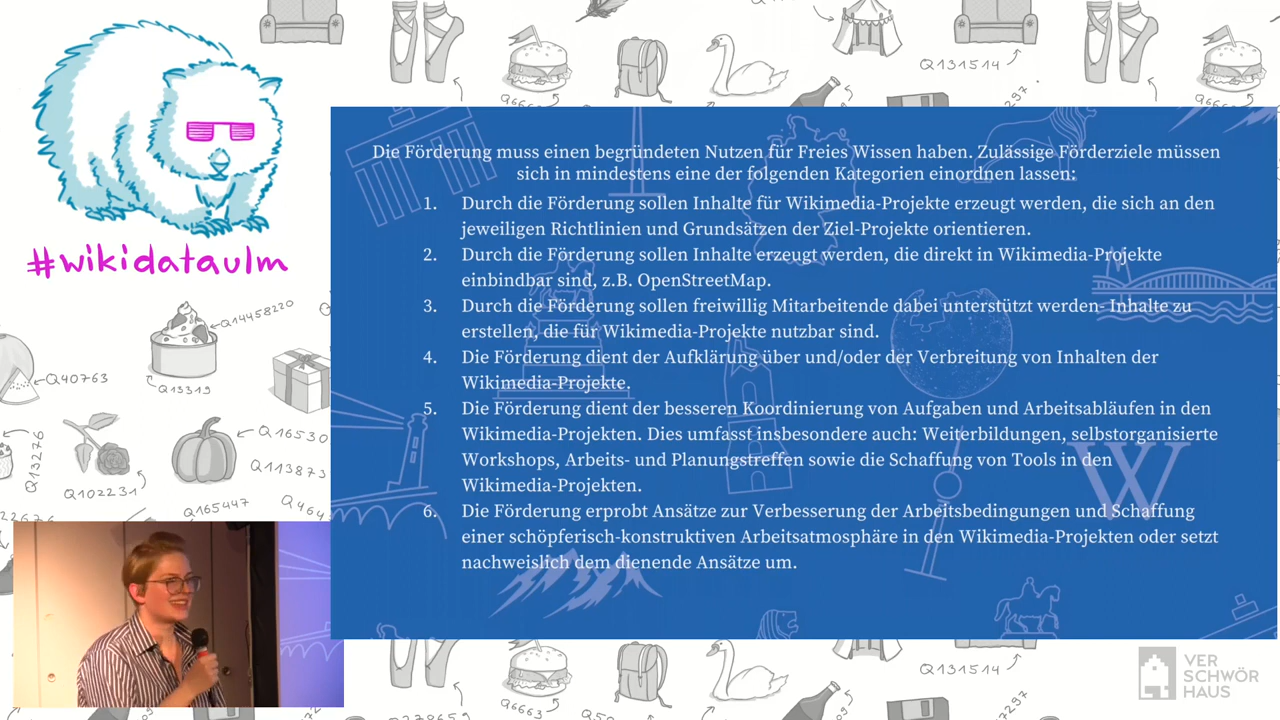 Q131514
Q6663
#wikidataulm
Die Förderung muss einen begründeten Nutzen für Freies Wissen haben. Zulässige Förderziele müssen
sich in mindestens eine der folgenden Kategorien einordnen lassen:
1. Durch die Förderung sollen Inhalte für Wikimedia-Projekte erzeugt werden, die sich an den
jeweiligen Richtlinien und Grundsätzen der Ziel-Projekte orientieren.
2. Durch die Förderung sollen Inhalte erzeugt werden, die direkt in Wikimedia-Projekte
einbindbar sind, z.B. OpenStreetMap.
3. Durch die Förderung sollen freiwillig Mitarbeitende dabei unterstützt werden- Inhalte zu
erstellen, die für Wikimedia-Projekte nutzbar sind.
4. Die Förderung dient der Aufklärung über und/oder der Verbreitung von Inhalten der
Wikimedia-Projekte.
5. Die Förderung dient der besseren Koordinierung von Aufgaben und Arbeitsabläufen in den
Wikimedia-Projekten. Dies umfasst insbesondere auch: Weiterbildungen, selbstorganisierte
Workshops, Arbeits- und Planungstreffen sowie die Schaffung von Tools in den
Wikimedia-Projekten.
6. Die Förderung erprobt Ansätze zur Verbesserung der Arbeitsbedingungen und Schaffung
einer schöpferisch-konstruktiven Arbeitsatmosphäre in den Wikimedia-Projekten oder setzt
nachweislich dem dienende Ansätze um.
W
Q14458220
Q40763
Q13319
Q16530
Q13276
Q113873
Q102231
Q165447
Q131514
Q6663
VER
SCHWÖR
HAUS